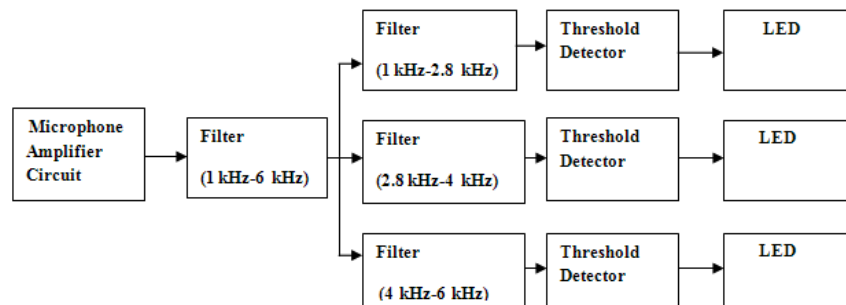 Microphone
Amplifier
Circuit
Filter
(1 kHz-6 kHz)
Filter
(1 kHz-2.8 kHz)
Threshold
Detector
LED
Filter
(2.8 kHz-4 kHz)
Threshold
Detector
LED
Filter
(4 kHz-6 kHz)
Threshold
Detector
LED